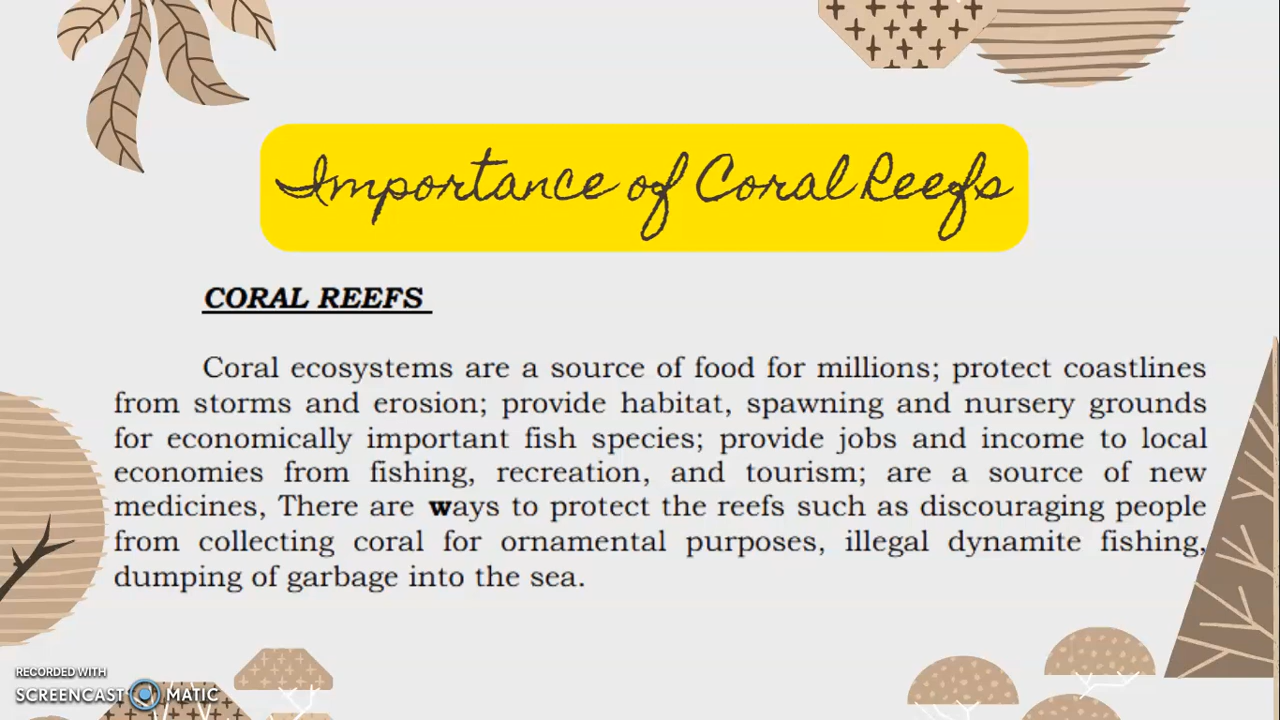 Importance of Coral Reefs
CORAL REEFS
Coral ecosystems are a source of food for millions; protect coastlines
from storms and erosion; provide habitat, spawning and nursery grounds
for economically important fish species; provide jobs and income to local
economies from fishing, recreation, and tourism; are a source of new
medicines, There are ways to protect the reefs such as discouraging people
from collecting coral for ornamental purposes, illegal dynamite fishing,
dumping of garbage into the sea.
RECORDED WITH
SCREENCAST MATIC